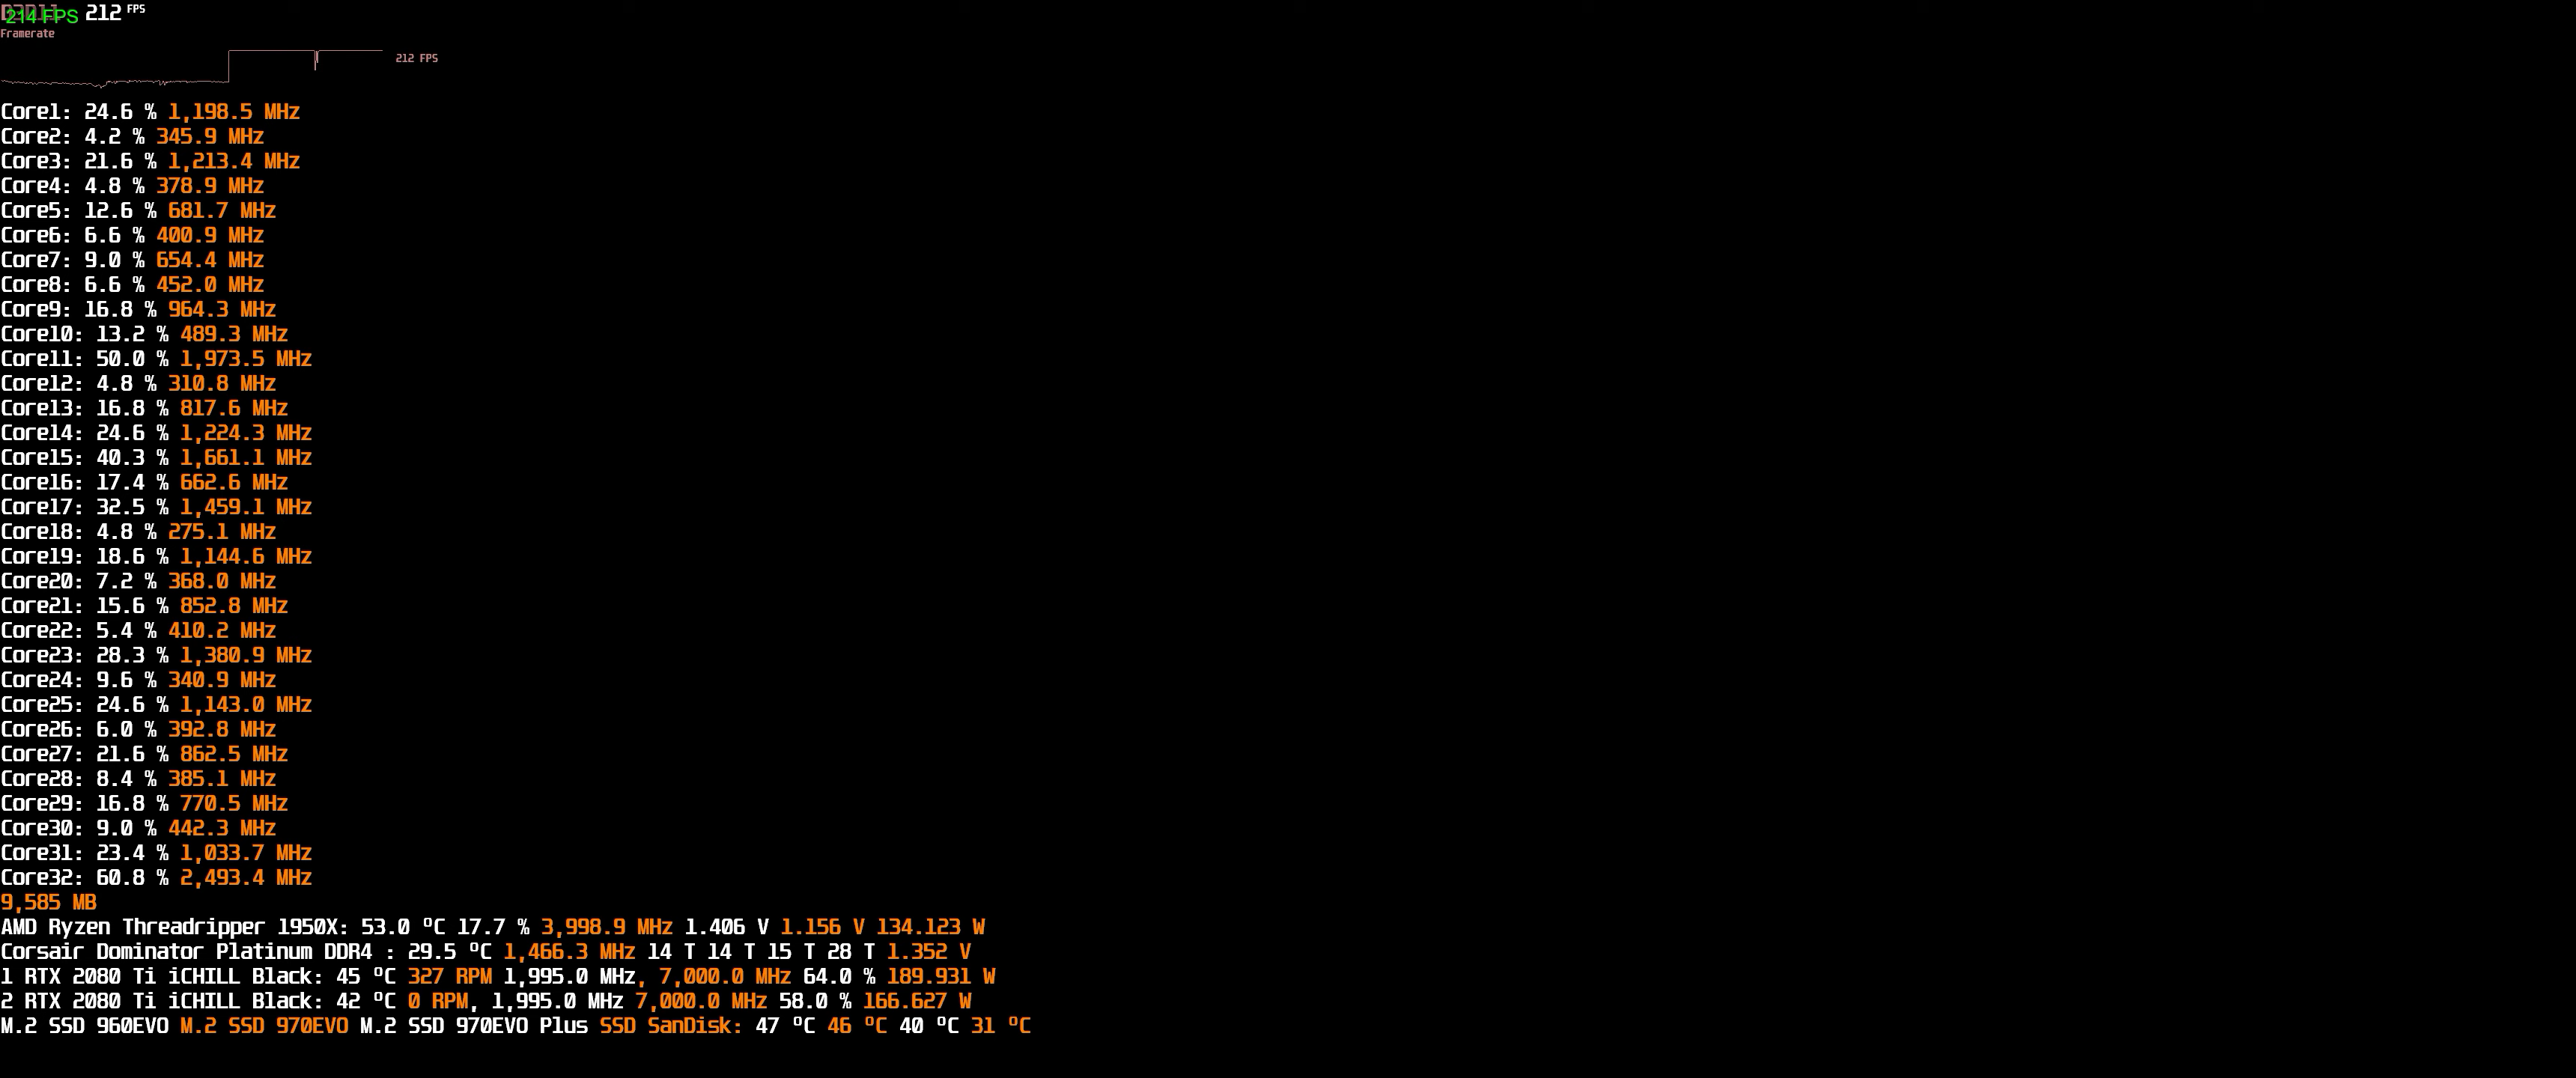 214 FPS 212 FPS
Framerate
212 FPS
Core1: 24.6 % 1,198.5 MHz
Core2: 4.2 % 345.9 MHz
Core3: 21.6 % 1,213.4 MHz
Core4: 4.8 % 378.9 MHz
Core5: 12.6 % 681.7 MHz
Core6: 6.6 % 400.9 MHz
Core7: 9.0 % 654.4 MHz
Core8: 6.6 % 452.0 MHz
Core9: 16.8 % 964.3 MHz
Core10: 13.2 % 489.3 MHz
Core11: 50.0 % 1,973.5 MHz
Core12: 4.8 % 310.8 MHz
Core13: 16.8 % 817.6 MHz
Core14: 24.6 % 1,224.3 MHz
Core15: 40.3 % 1,661.1 MHz
Core16: 17.4 % 662.6 MHz
Core17: 32.5 % 1,459.1 MHz
Core18: 4.8 % 275.1 MHz
Core19: 18.6 % 1,144.6 MHz
Core20: 7.2 % 368.0 MHz
Core21: 15.6 % 852.8 MHz
Core22: 5.4 % 410.2 MHz
Core23: 28.3 % 1,380.9 MHz
Core24: 9.6 % 340.9 MHz
Core25: 24.6 % 1,143.0 MHz
Core26: 6.0 % 392.8 MHz
Core27: 21.6 % 862.5 MHz
Core28: 8.4 % 385.1 MHz
Core29: 16.8 % 770.5 MHz
Core30: 9.0 % 442.3 MHz
Core31: 23.4 % 1,033.7 MHz
Core32: 60.8 % 2,493.4 MHz
9,585 MB
AMD Ryzen Threadripper 1950X: 53.0 ºC 17.7 % 3,998.9 MHz 1.406 V 1.156 V 134.123 W
Corsair Dominator Platinum DDR4 : 29.5 ºC 1,466.3 MHz 14 T 14 T 15 T 28 T 1.352 V
1 RTX 2080 Ti iCHILL Black: 45 ºC 327 RPM 1,995.0 MHz, 7,000.0 MHz 64.0 % 189.931 W
2 RTX 2080 Ti iCHILL Black: 42 ºC 0 RPM, 1,995.0 MHz 7,000.0 MHz 58.0 % 166.627 W
M.2 SSD 960EVO M.2 SSD 970EVO M.2 SSD 970EVO Plus SSD SanDisk: 47 ºC 46 ºC 40 ºC 31 ºC